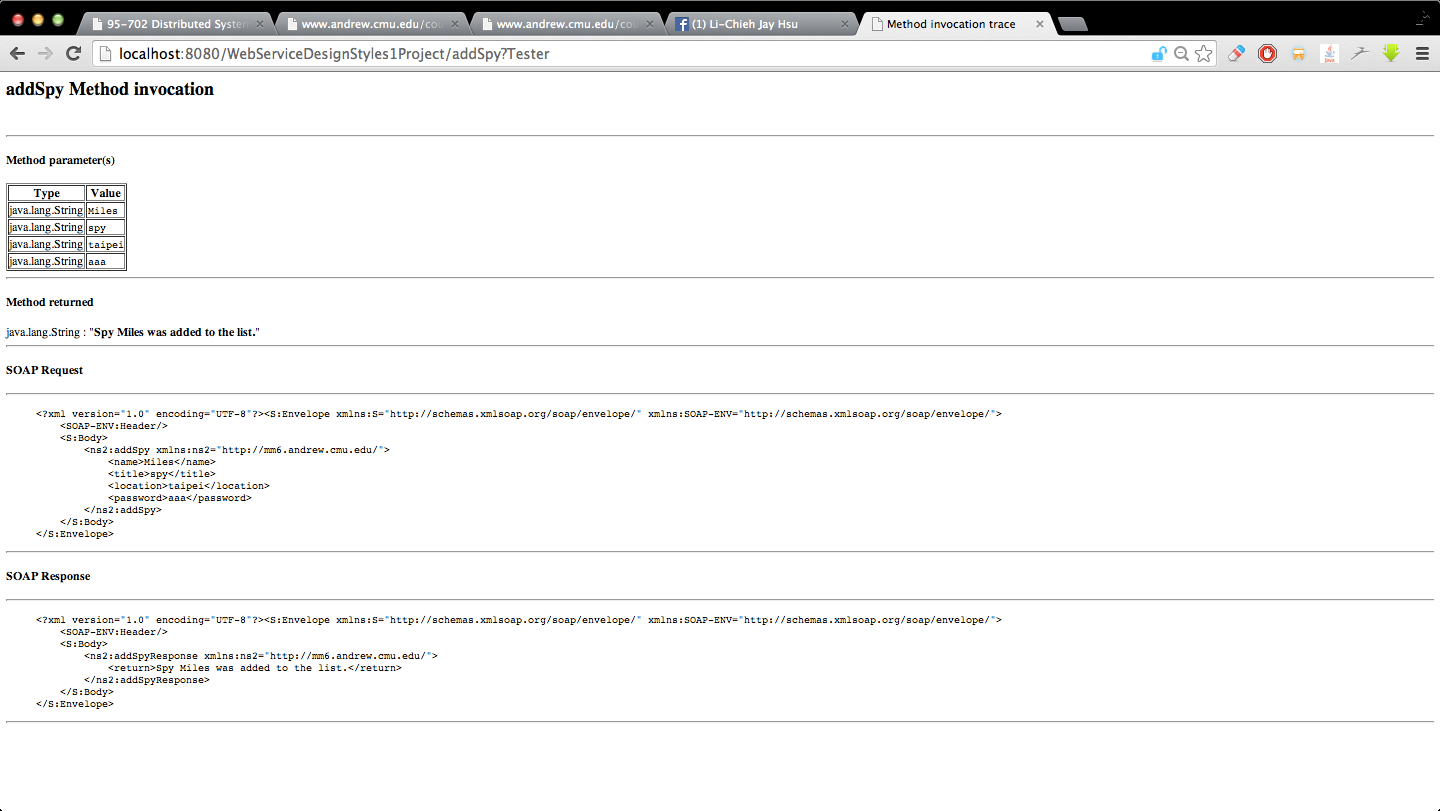 95-702 Distributed System
www.andrew.cmu.edu/cou
www.andrew.cmu.edu/cou
(1) Li-Chieh Jay Hsu
Method invocation trace
localhost:8080/WebServiceDesignStyles1Project/addSpy?Tester
addSpy Method invocation
Method parameter(s)
Type Value
java.lang.String Miles
java.lang.String spy
java.lang.String taipei
java.lang.String aaa
Method returned
java.lang.String : "Spy Miles was added to the list."
SOAP Request
<?xml version="1.0" encoding="UTF-8"?><S:Envelope xmlns:S="http://schemas.xmlsoap.org/soap/envelope/" xmlns:SOAP-ENV="http://schemas.xmlsoap.org/soap/envelope/">
<SOAP-ENV:Header/>
<S:Body>
<ns2:addSpy xmlns:ns2="http://mm6.andrew.cmu.edu/">
<name>Miles</name>
<title>spy</title>
<location>taipei</location>
<password>aaa</password>
</ns2:addSpy>
</S:Body>
</S:Envelope>
SOAP Response
<?xml version="1.0" encoding="UTF-8"?><S:Envelope xmlns:S="http://schemas.xmlsoap.org/soap/envelope/" xmlns:SOAP-ENV="http://schemas.xmlsoap.org/soap/envelope/">
<SOAP-ENV:Header/>
<S:Body>
<ns2:addSpyResponse xmlns:ns2="http://mm6.andrew.cmu.edu/">
<return>Spy Miles was added to the list.</return>
</ns2:addSpyResponse>
</S:Body>
</S:Envelope>